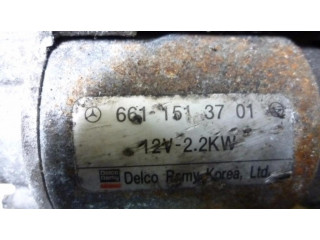 661-151 37 01
12V-2.2KW
Delco Remy Korea, Ltd.